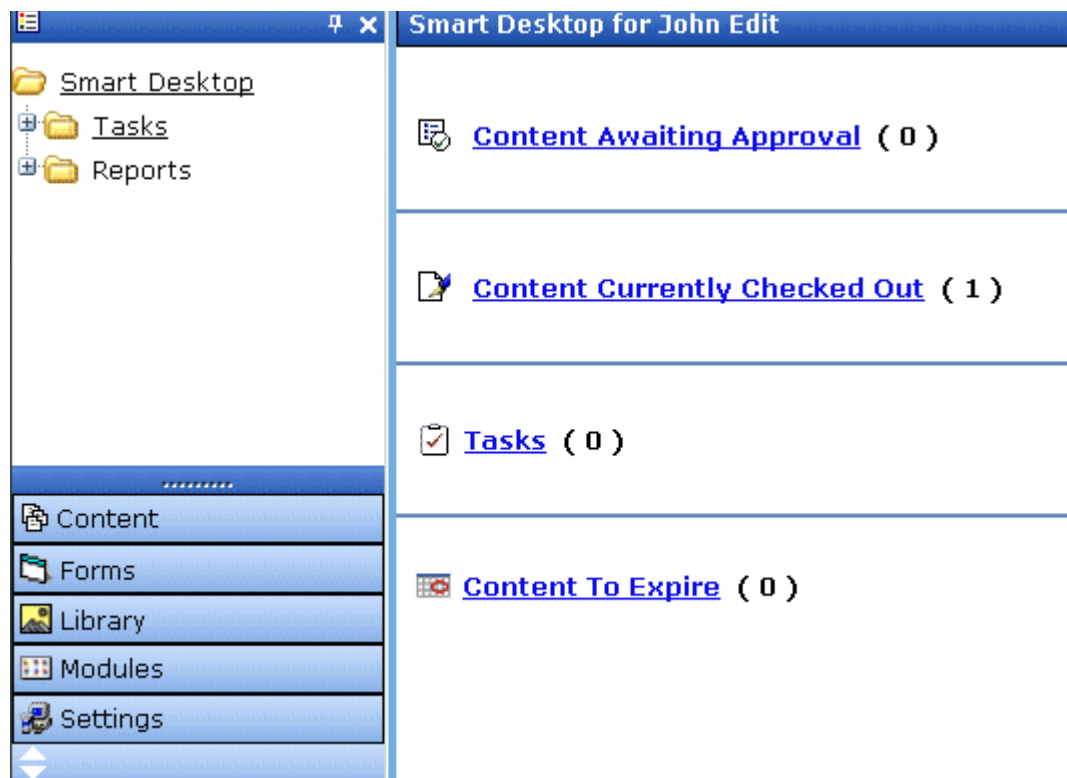 Smart Desktop
Tasks
Reports
Content
Forms
Library
Modules
Settings
Smart Desktop for John Edit
Content Awaiting Approval ( 0 )
Content Currently Checked Out ( 1 )
Tasks ( 0 )
Content To Expire ( 0 )